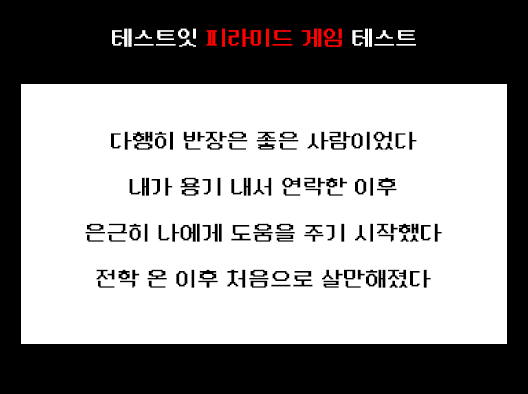 테스트잇 피라미드 게임 테스트
다행히 반장은 좋은 사람이었다
내가 용기 내서 연락한 이후
은근히 나에게 도움을 주기 시작했다
전학 온 이후 처음으로 살만해졌다